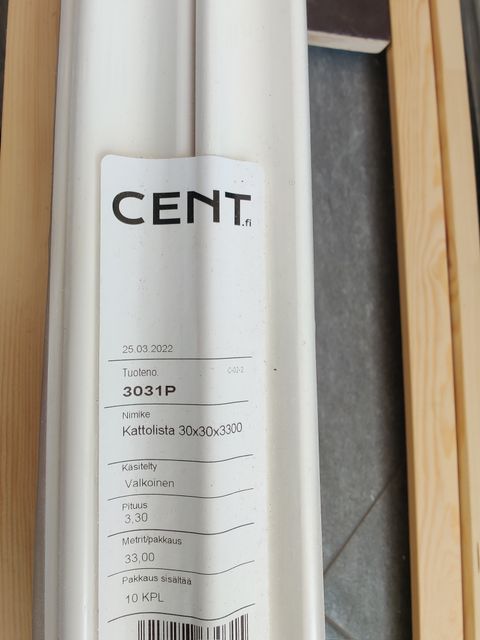 CENT.fi
25.03.2022
Tuoteno.
C-02-2
3031P
Nimike
Kattolista 30x30x3300
Käsitelty
Valkoinen
Pituus
3,30
Metrit/pakkaus
33,00
Pakkaus sisältää
10 KPL